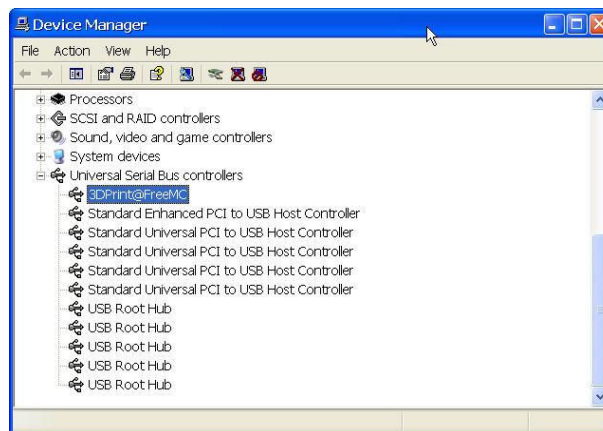 Device Manager
File Action View Help
Processors
SCSI and RAID controllers
Sound, video and game controllers
System devices
Universal Serial Bus controllers
3DPrint@FreeMC
Standard Enhanced PCI to USB Host Controller
Standard Universal PCI to USB Host Controller
Standard Universal PCI to USB Host Controller
Standard Universal PCI to USB Host Controller
Standard Universal PCI to USB Host Controller
USB Root Hub
USB Root Hub
USB Root Hub
USB Root Hub
USB Root Hub